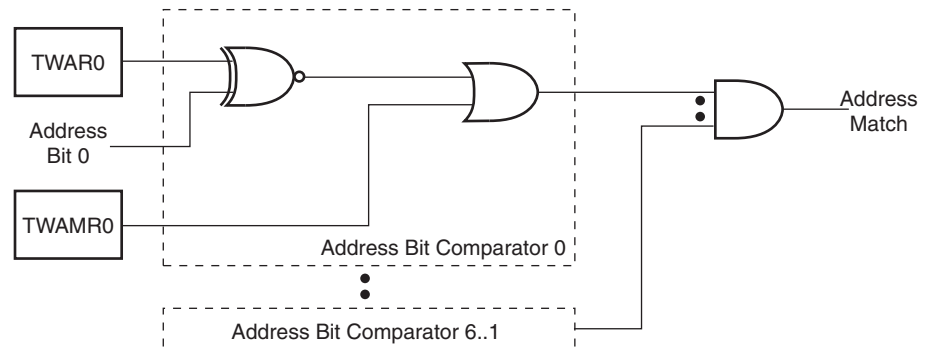 TWAR0
Address
Bit 0
TWAMR0
Address Bit Comparator 0
Address
Match
Address Bit Comparator 6..1